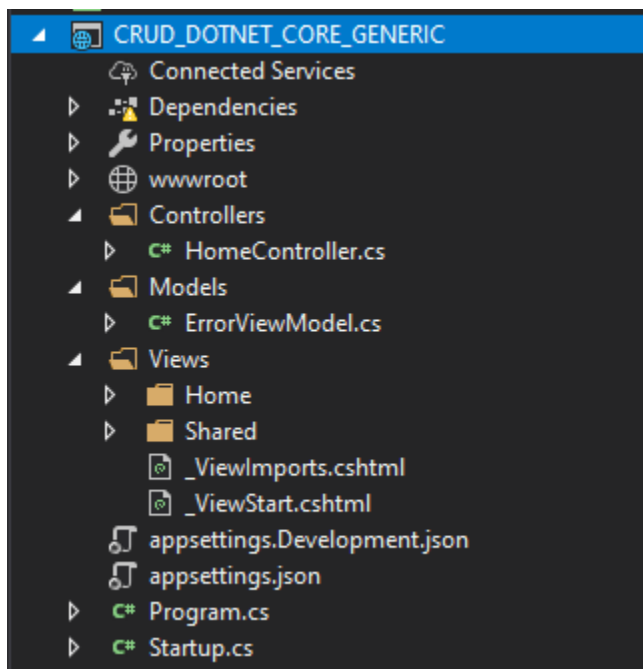 CRUD_DOTNET_CORE_GENERIC
Connected Services
Dependencies
Properties
wwwroot
Controllers
C# HomeController.cs
Models
C# ErrorViewModel.cs
Views
Home
Shared
_ViewImports.cshtml
_ViewStart.cshtml
appsettings.Development.json
appsettings.json
C# Program.cs
C# Startup.cs